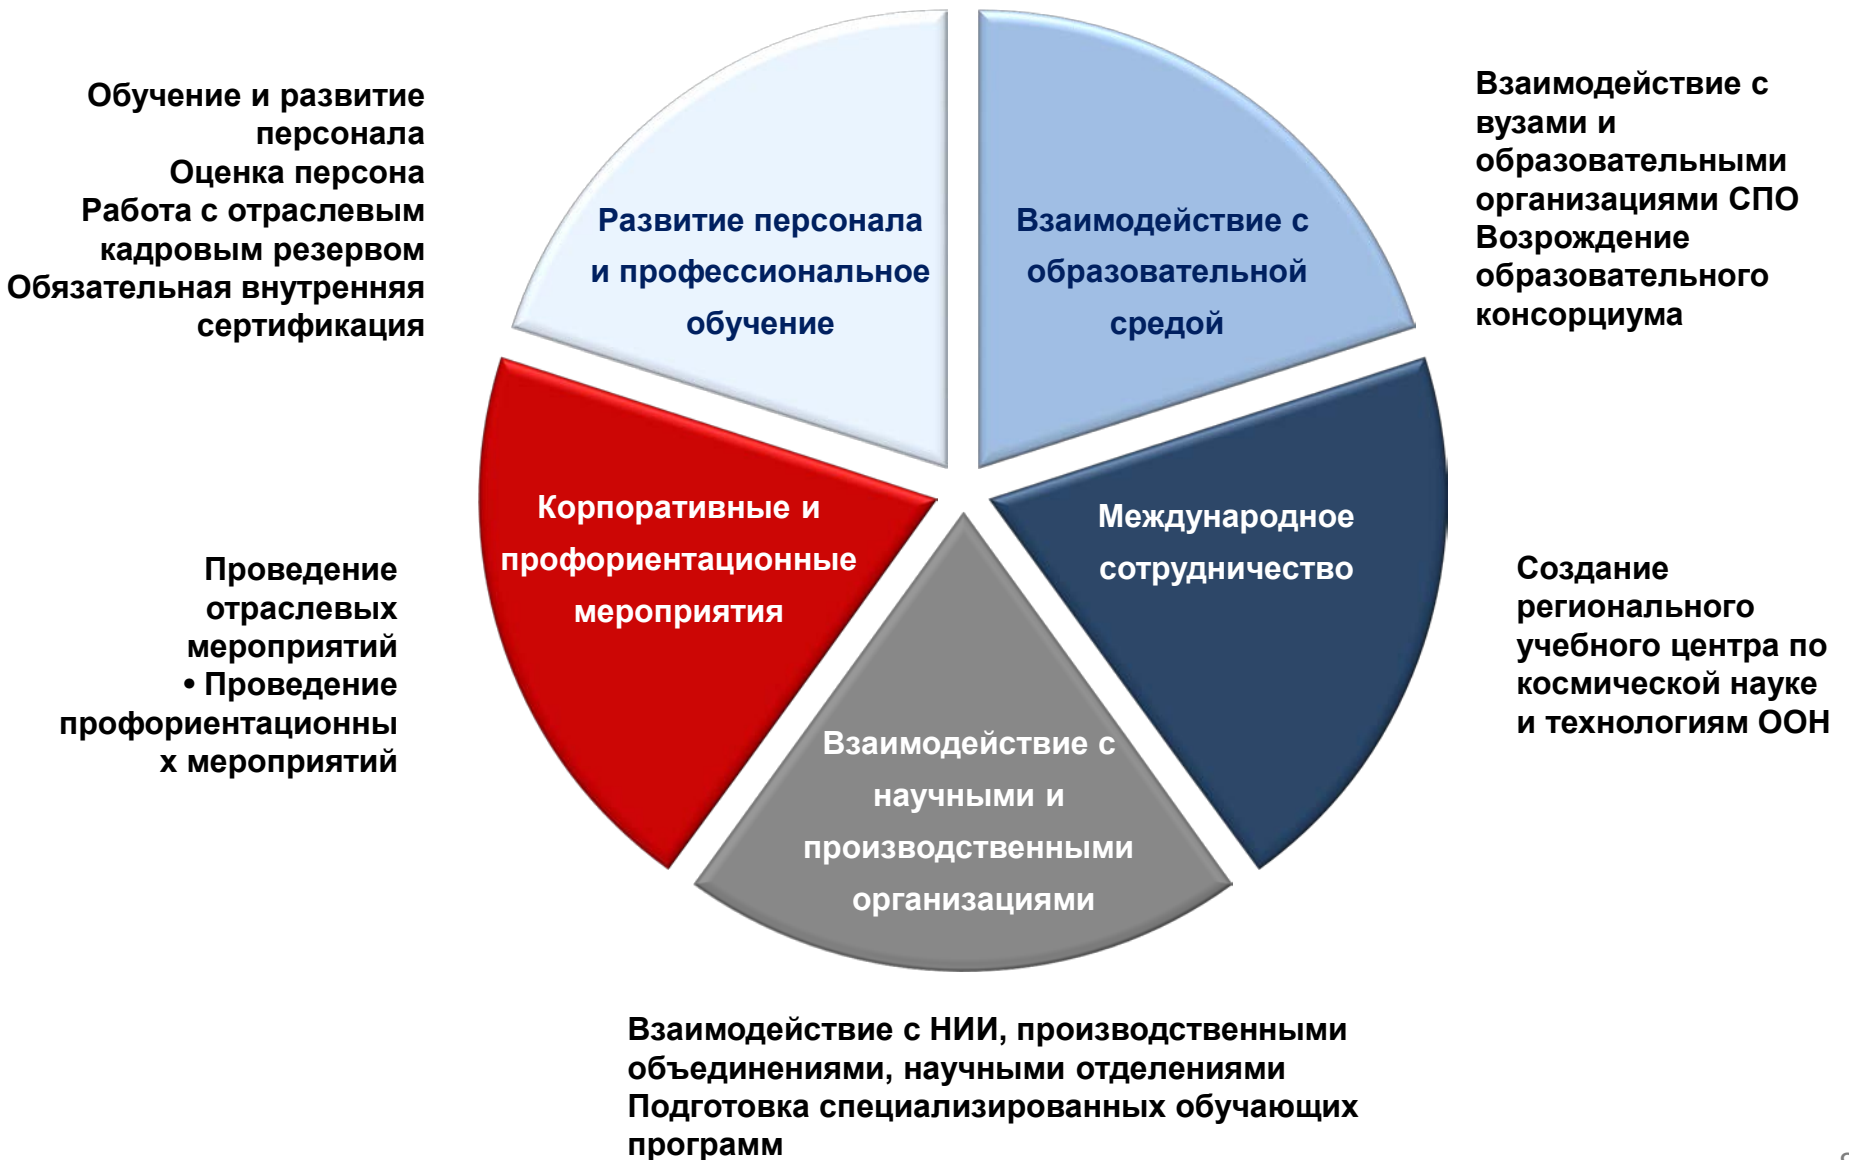 Обучение и развитие
персонала
Оценка персона
Работа с отраслевым
кадровым резервом
Обязательная внутренняя
сертификация
Развитие персонала
и профессиональное
обучение
Взаимодействие с
образовательной
средой
Взаимодействие с
вузами и
образовательными
организациями СПО
Возрождение
образовательного
консорциума
Корпоративные и
профориентационные
мероприятия
Международное
сотрудничество
Проведение
отраслевых
мероприятий
• Проведение
профориентационны
х мероприятий
Создание
регионального
учебного центра по
космической науке
и технологиям ООН
Взаимодействие с
научными и
производственными
организациями
Взаимодействие с НИИ, производственными
объединениями, научными отделениями
Подготовка специализированных обучающих
программ